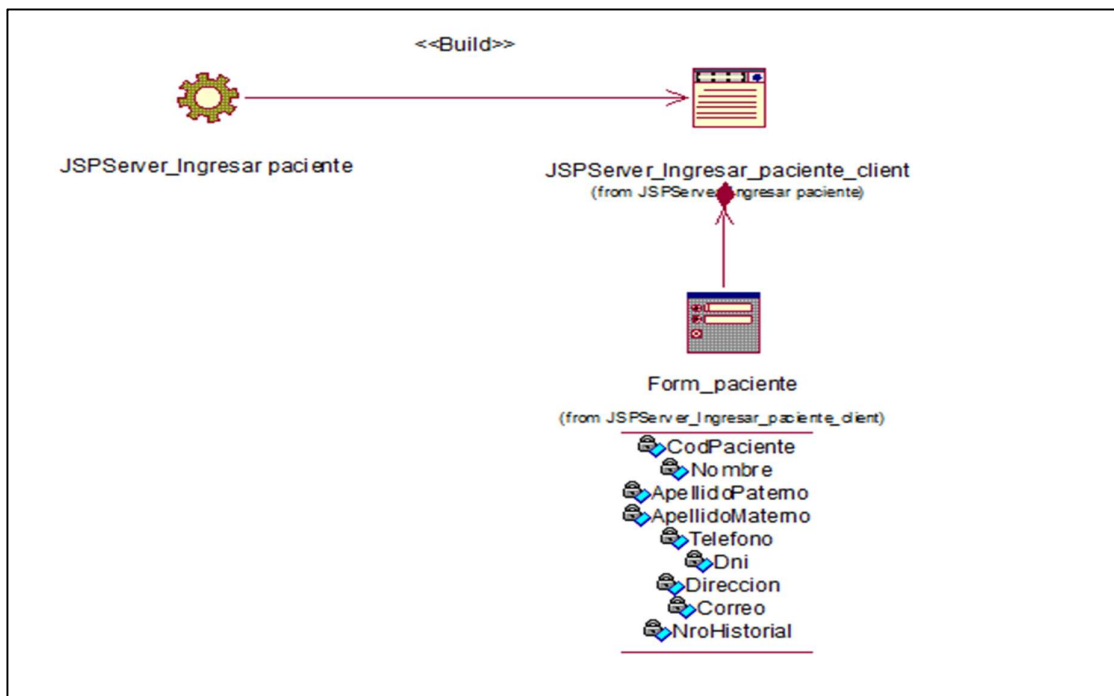 <<Build>>
JSPServer_Ingresar paciente
JSPServer_Ingresar_paciente_client
(from JSPServer_Ingresar paciente)
Form_paciente
(from JSPServer_Ingresar_paciente_client)
CodPaciente
Nombre
ApellidoPaterno
ApellidoMaterno
Telefono
Dni
Direccion
Correo
NroHistorial